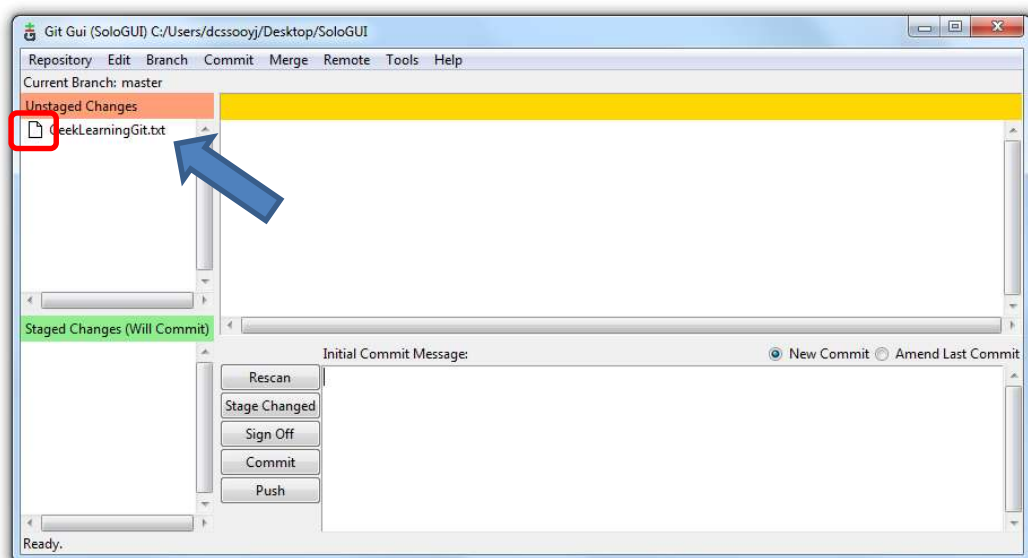 Git Gui (SoloGUI) C:/Users/dcssooyj/Desktop/SoloGUI
Repository Edit Branch Commit Merge Remote Tools Help
Current Branch: master
Unstaged Changes
GeekLearningGit.txt
Staged Changes (Will Commit)
Initial Commit Message:
New Commit Amend Last Commit
Rescan
Stage Changed
Sign Off
Commit
Push
Ready.